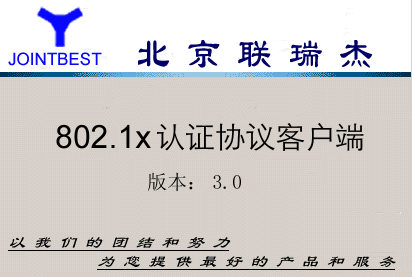 JOINTBEST
北京联瑞杰
802.1x认证协议客户端
版本： 3.0
以我们的团结和努力
为您提供最好的产品和服务